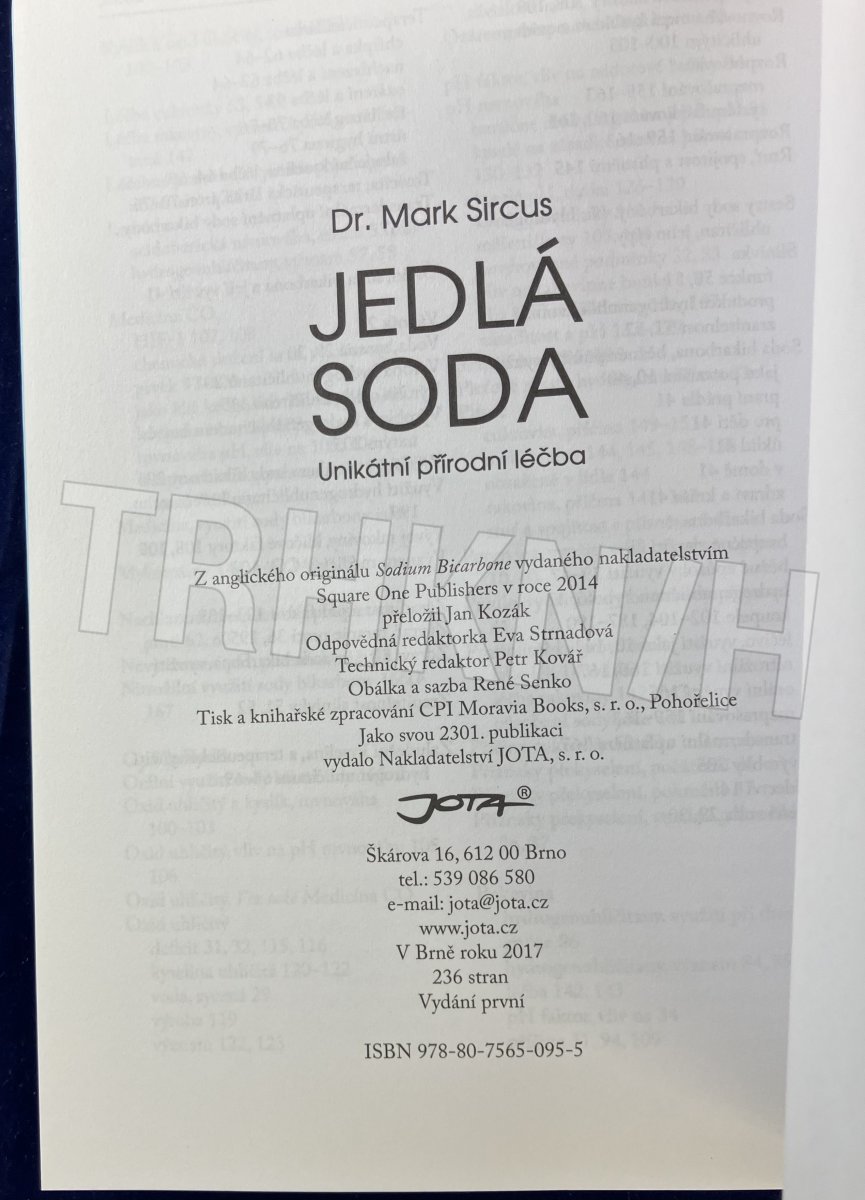 Dr. Mark Sircus
JEDLÁ
SODA
Unikátní přírodní léčba
TRHKNIH
Z anglického originálu Sodium Bicarbone vydaného nakladatelstvím
Square One Publishers v roce 2014
přeložil Jan Kozák
Odpovědná redaktorka Eva Strnadová
Technický redaktor Petr Kovář
Obálka a sazba René Senko
Tisk a knihařské zpracování CPI Moravia Books, s. r. o., Pohořelice
Jako svou 2301. publikaci
vydalo Nakladatelství JOTA, s. r. o.
JOTA®
Škárova 16, 612 00 Brno
tel.: 539 086 580
e-mail: jota@jota.cz
www.jota.cz
V Brně roku 2017
236 stran
Vydání první
ISBN 978-80-7565-095-5